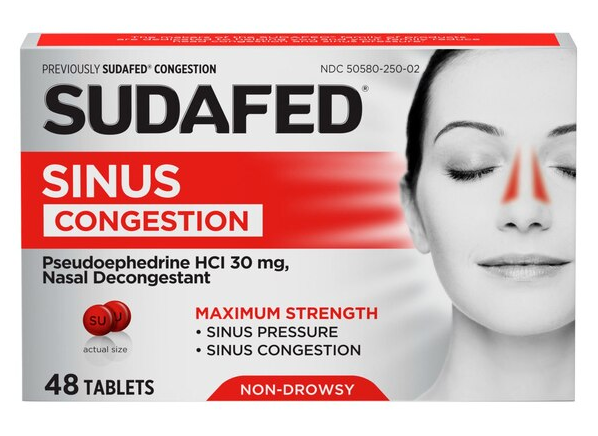 PREVIOUSLY SUDAFED® CONGESTION
NDC 50580-250-02
SUDAFED®
SINUS
CONGESTION
Pseudoephedrine HCl 30 mg,
Nasal Decongestant
SU U
actual size
MAXIMUM STRENGTH
• SINUS PRESSURE
• SINUS CONGESTION
48 TABLETS
NON-DROWSY